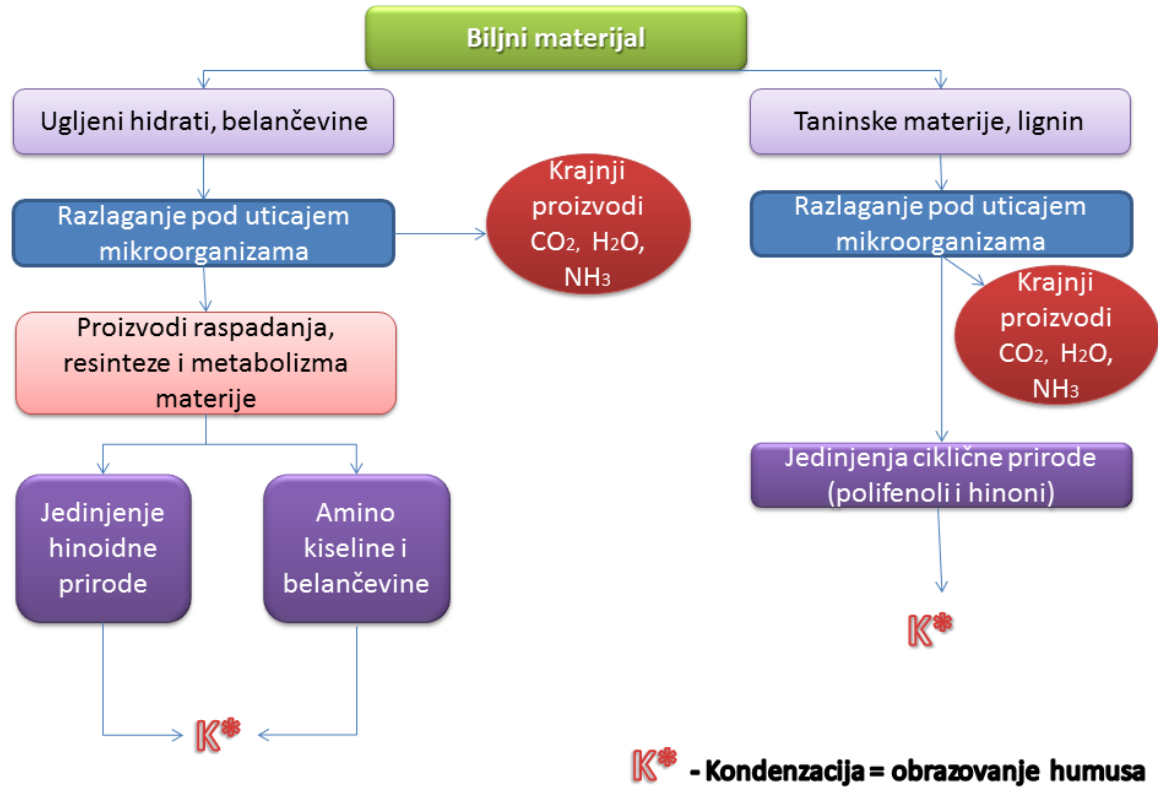 Biljni materijal
Ugljeni hidrati, belančevine
Razlaganje pod uticajem
mikroorganizama
Krajnji
proizvodi
CO₂, H₂O,
NH₃
Proizvodi raspadanja,
resinteze i metabolizma
materije
Jedinjenje
hinoidne
prirode
Amino
kiseline i
belančevine
K*
Taninske materije, lignin
Razlaganje pod uticajem
mikroorganizama
Krajnji
proizvodi
CO₂, H₂O,
NH₃
Jedinjenja ciklične prirode
(polifenoli i hinoni)
K*
K* - Kondenzacija = obrazovanje humusa